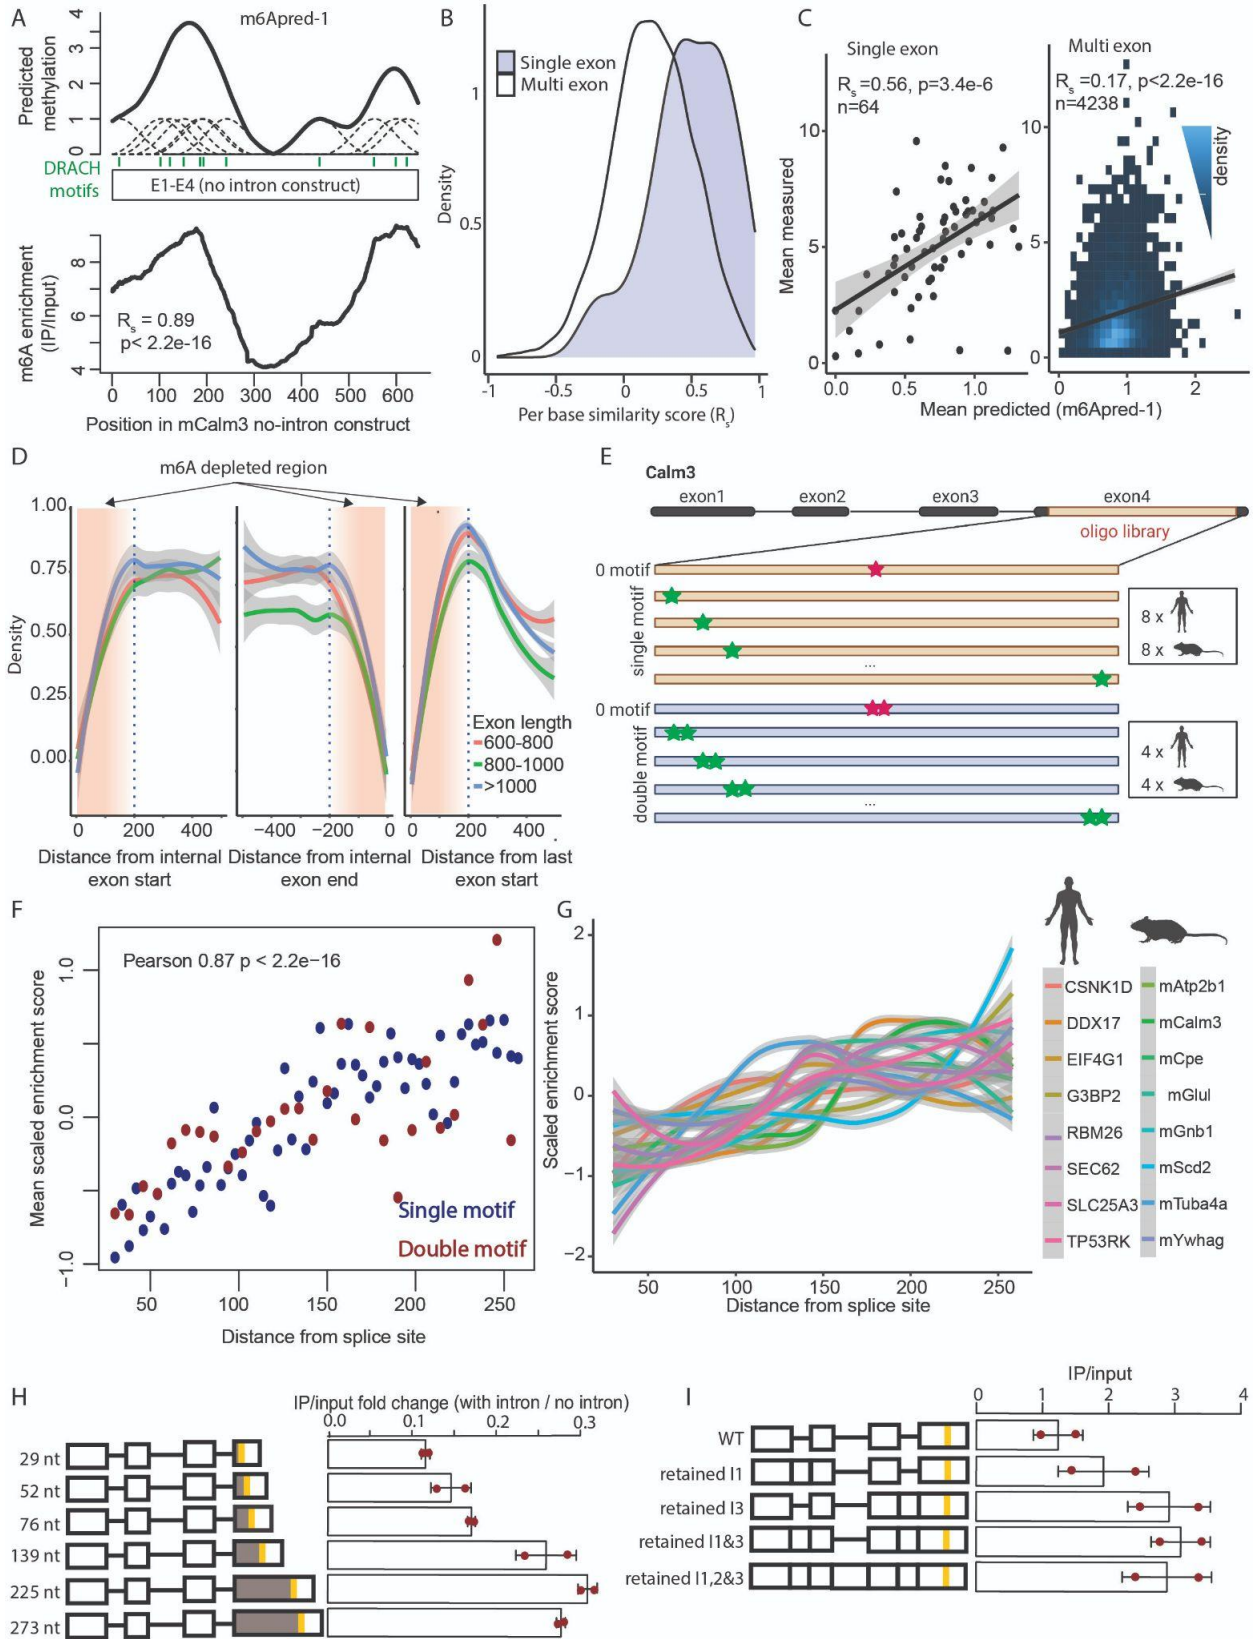 A
m6Apred-1
Predicted
methylation
4
3
2
1
0
DRACH
motifs
E1-E4 (no intron construct)
m6A enrichment
(IP/Input)
8
6
4
R_s = 0.89
p< 2.2e-16
0 100 200 300 400 500 600
Position in mCalm3 no-intron construct
B
Single exon
Multi exon
Density
1
0.5
0
-1 -0.5 0 0.5 1
Per base similarity score (R_s)
C
Single exon
R_s=0.56, p=3.4e-6
n=64
Mean measured
10
5
0
0.0 0.5 1.0
Multi exon
R_s=0.17, p<2.2e-16
n=4238
density
10
5
0
0 1 2
Mean predicted (m6Apred-1)
D
m6A depleted region
Density
1.00
0.75
0.50
0.25
0.00
Exon length
600-800
800-1000
>1000
0 200 400
−400 −200 0
0 200 400
Distance from internal
exon start
Distance from internal
exon end
Distance from last
exon start
E
Calm3
exon1 exon2 exon3 exon4
oligo library
0 motif
single motif
...
8 x
8 x
0 motif
double motif
...
4 x
4 x
F
Pearson 0.87 p < 2.2e−16
Mean scaled enrichment score
1.0
0.0
−1.0
Single motif
Double motif
50 100 150 200 250
Distance from splice site
G
Scaled enrichment score
2
1
0
−1
−2
50 100 150 200 250
Distance from splice site
CSNK1D
DDX17
EIF4G1
G3BP2
RBM26
SEC62
SLC25A3
TP53RK
mAtp2b1
mCalm3
mCpe
mGlul
mGnb1
mScd2
mTuba4a
mYwhag
H
IP/input fold change (with intron / no intron)
0.0 0.1 0.2 0.3
29 nt
52 nt
76 nt
139 nt
225 nt
273 nt
I
IP/input
0 1 2 3 4
WT
retained I1
retained I3
retained I1&3
retained I1,2&3